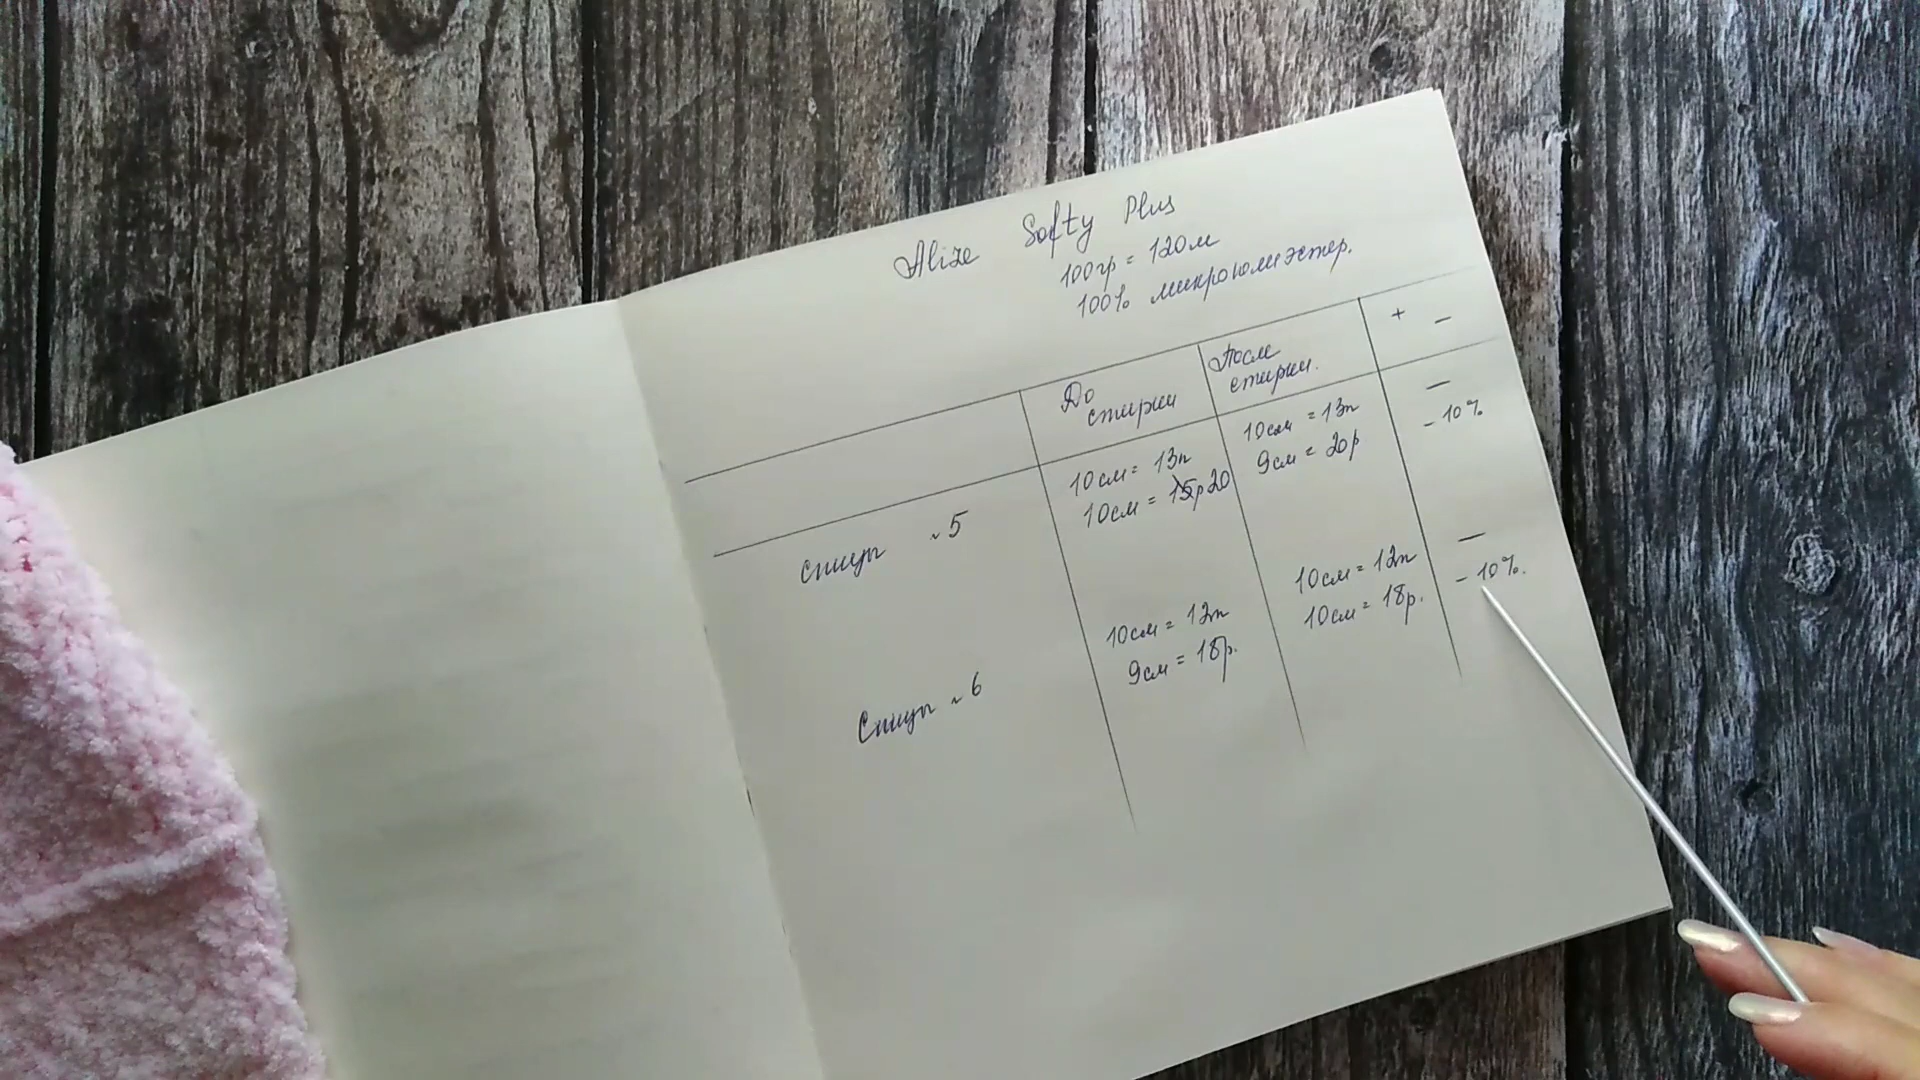 Alize Softy Plus
100гр = 120м
100% микрополиэстер.
До стирки
После стирки.
+ –
спицы № 5
10см = 13п
10см = 15р 20
10см = 13п
9см = 20р
–
– 10%
Спицы № 6
10см = 12п
9см = 18р.
10см = 12п
10см = 18р.
–
– 10%.